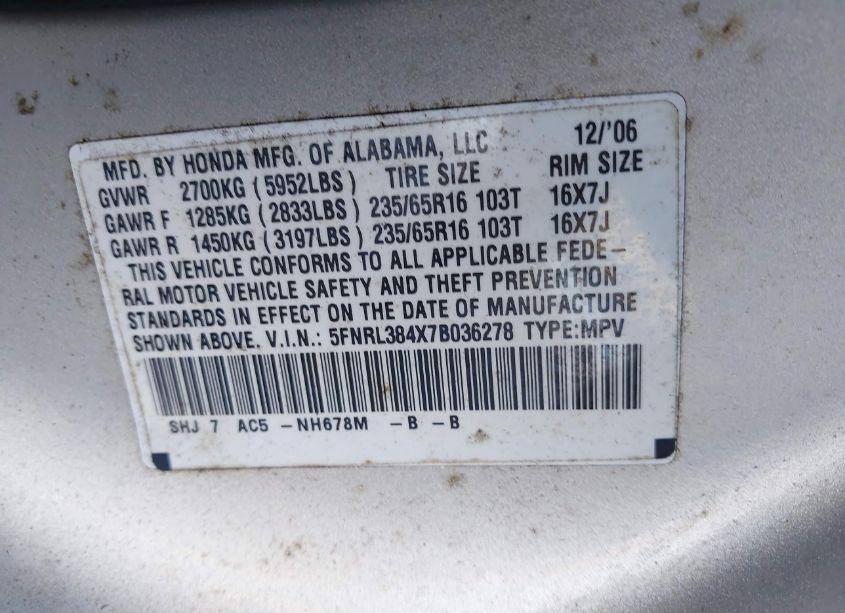 MFD. BY HONDA MFG. OF ALABAMA, LLC 12/'06
GVWR 2700KG (5952LBS) TIRE SIZE RIM SIZE
GAWR F 1285KG (2833LBS) 235/65R16 103T 16X7J
GAWR R 1450KG (3197LBS) 235/65R16 103T 16X7J
THIS VEHICLE CONFORMS TO ALL APPLICABLE FEDE-
RAL MOTOR VEHICLE SAFETY AND THEFT PREVENTION
STANDARDS IN EFFECT ON THE DATE OF MANUFACTURE
SHOWN ABOVE. V.I.N.: 5FNRL384X7B036278 TYPE:MPV
SHJ 7 AC5 -NH678M -B -B